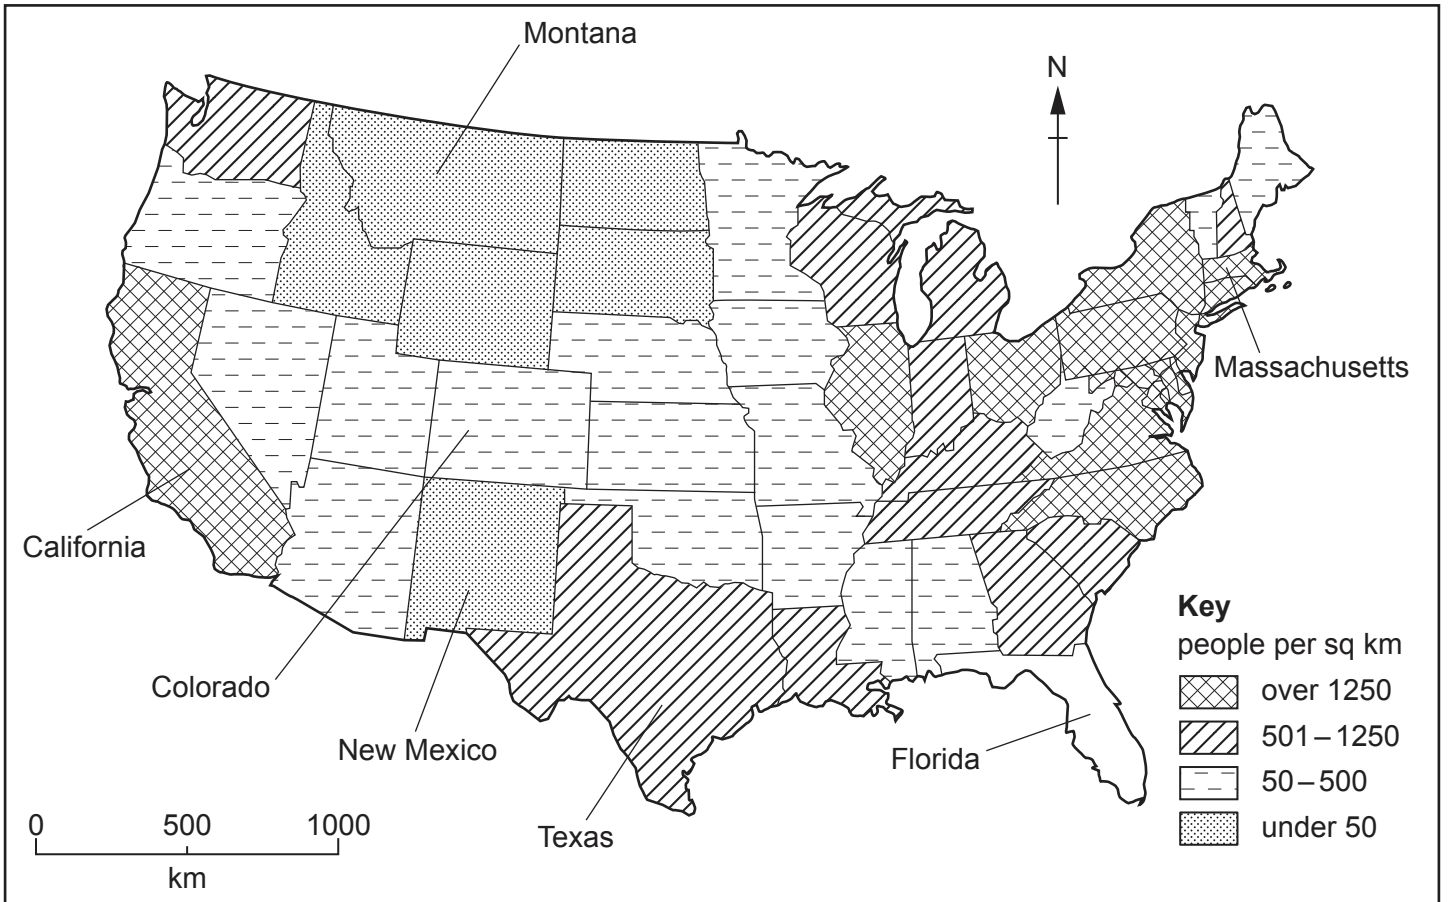 Montana
N
Massachusetts
California
Colorado
New Mexico
Texas
Florida
Key
people per sq km
over 1250
501–1250
50–500
under 50
0 500 1000
km